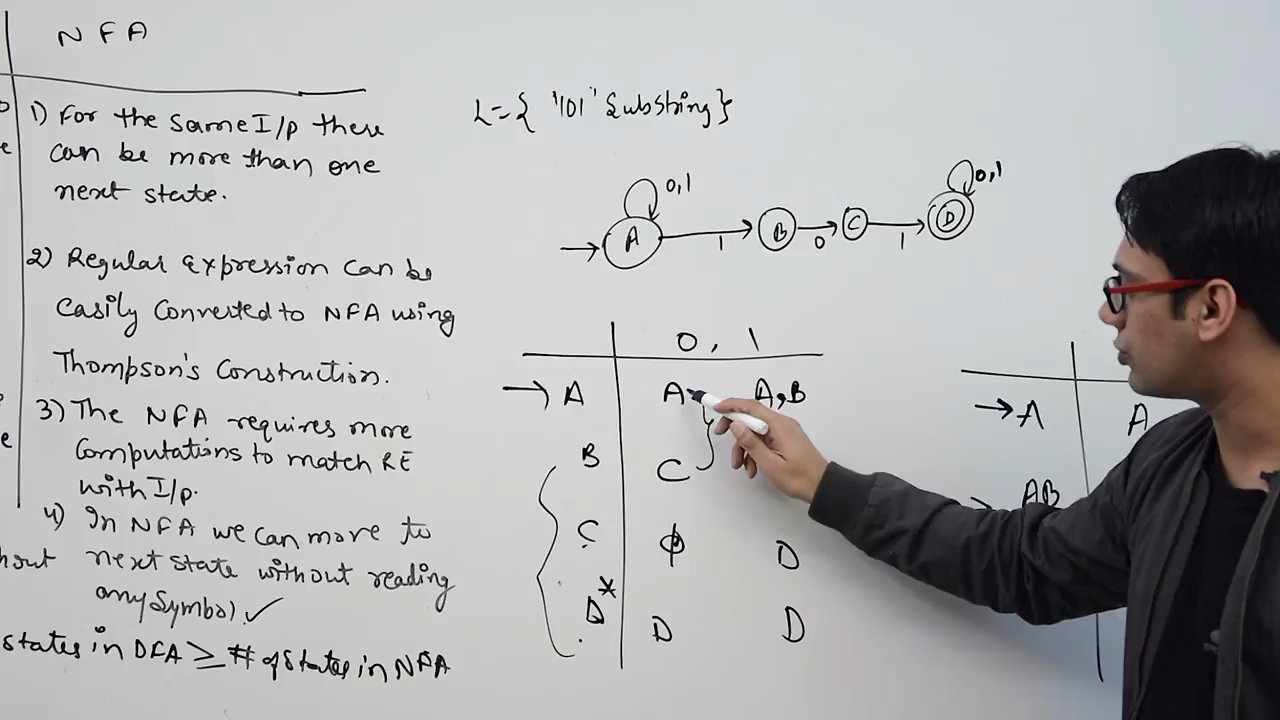 NFA
1) For the same I/p there
can be more than one
next state.
2) Regular Expression can be
easily Converted to NFA using
Thompson's Construction.
3) The NFA requires more
Computations to match RE
with I/p.
4) In NFA we can move to
next state without reading
any Symbol ✓
states in DFA ≥ # of states in NFA
L = { '101' Substring }
0,1
0,1
→ A 1 B 0 C 1 D
0 , 1
→ A A A,B
B C
C ϕ D
D* D D
→ A A
→ AB